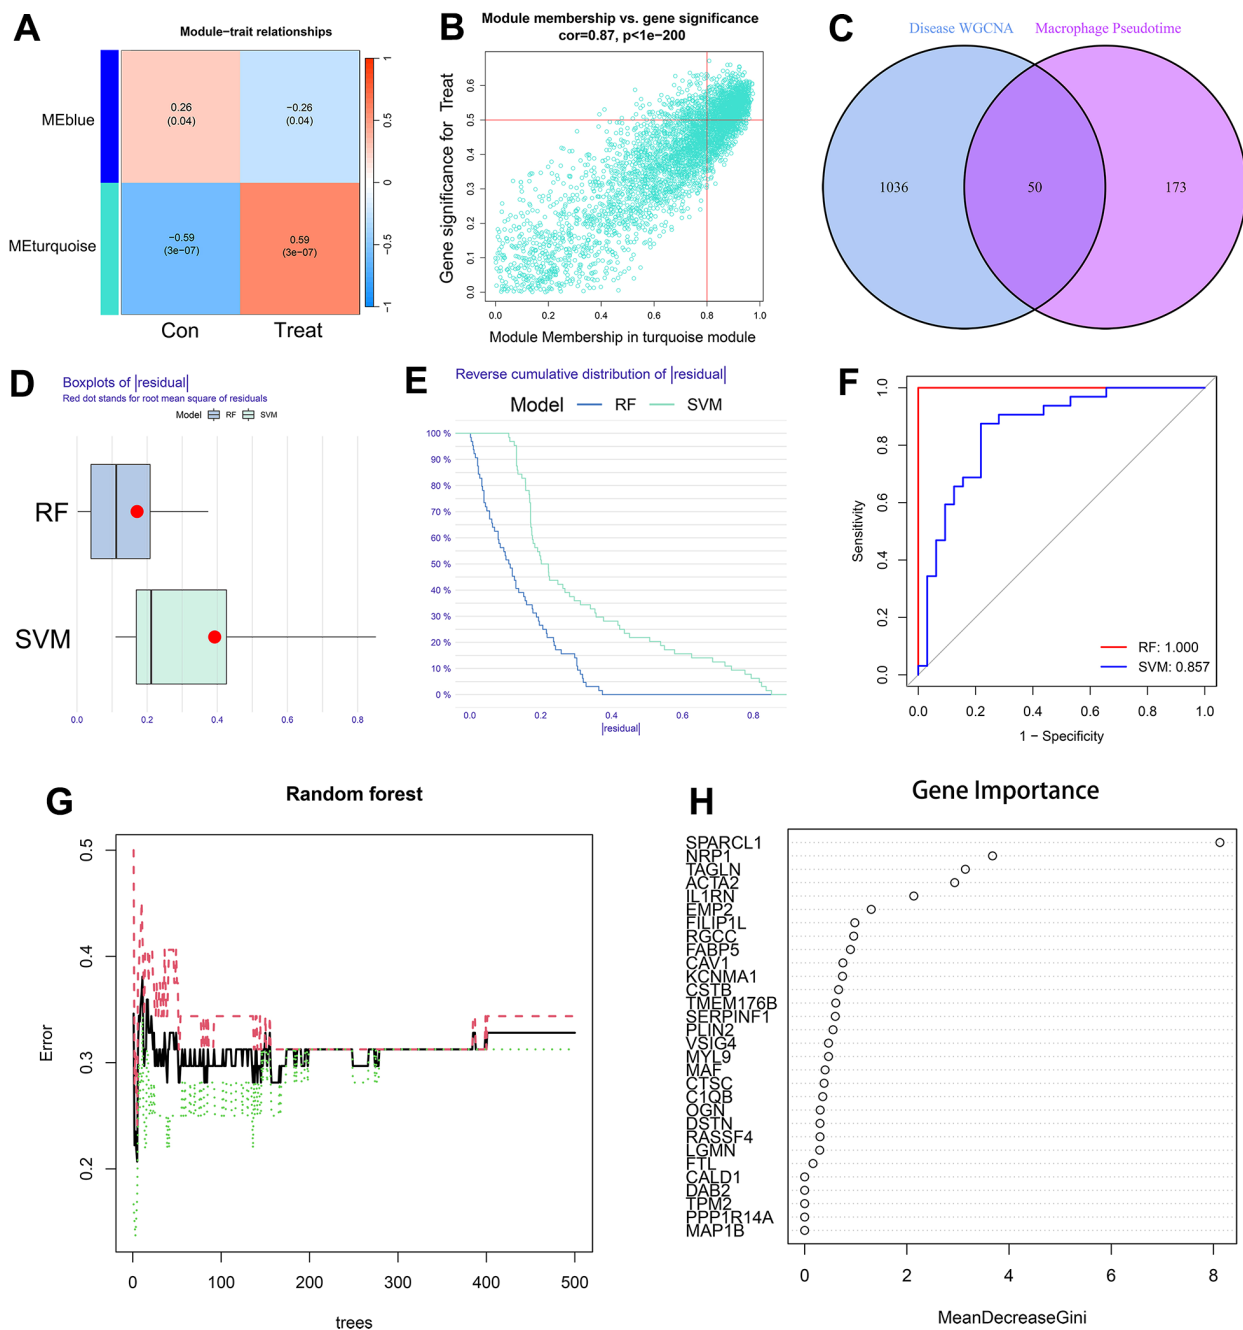 A
Module−trait relationships
MEblue
MEturquoise
0.26
(0.04)
−0.26
(0.04)
−0.59
(3e−07)
0.59
(3e−07)
Con
Treat
1
0.5
0
−0.5
−1
B
Module membership vs. gene significance
cor=0.87, p<1e−200
Gene significance for Treat
0.0
0.1
0.2
0.3
0.4
0.5
0.6
0.0
0.2
0.4
0.6
0.8
1.0
Module Membership in turquoise module
C
Disease WGCNA
Macrophage Pseudotime
1036
50
173
D
Boxplots of |residual|
Red dot stands for root mean square of residuals
Model RF SVM
RF
SVM
0.0
0.2
0.4
0.6
0.8
E
Reverse cumulative distribution of |residual|
Model RF SVM
100 %
90 %
80 %
70 %
60 %
50 %
40 %
30 %
20 %
10 %
0 %
0.0
0.2
0.4
0.6
0.8
|residual|
F
Sensitivity
1.0
0.8
0.6
0.4
0.2
0.0
RF: 1.000
SVM: 0.857
0.0
0.2
0.4
0.6
0.8
1.0
1 − Specificity
G
Random forest
Error
0.5
0.4
0.3
0.2
0
100
200
300
400
500
trees
H
Gene Importance
SPARCL1
NRP1
TAGLN
ACTA2
IL1RN
EMP2
FILIP1L
RGCC
FABP5
CAV1
KCNMA1
CSTB
TMEM176B
SERPINF1
PLIN2
VSIG4
MYL9
MAF
CTSC
C1QB
OGN
DSTN
RASSF4
LGMN
FTL
CALD1
DAB2
TPM2
PPP1R14A
MAP1B
0
2
4
6
8
MeanDecreaseGini